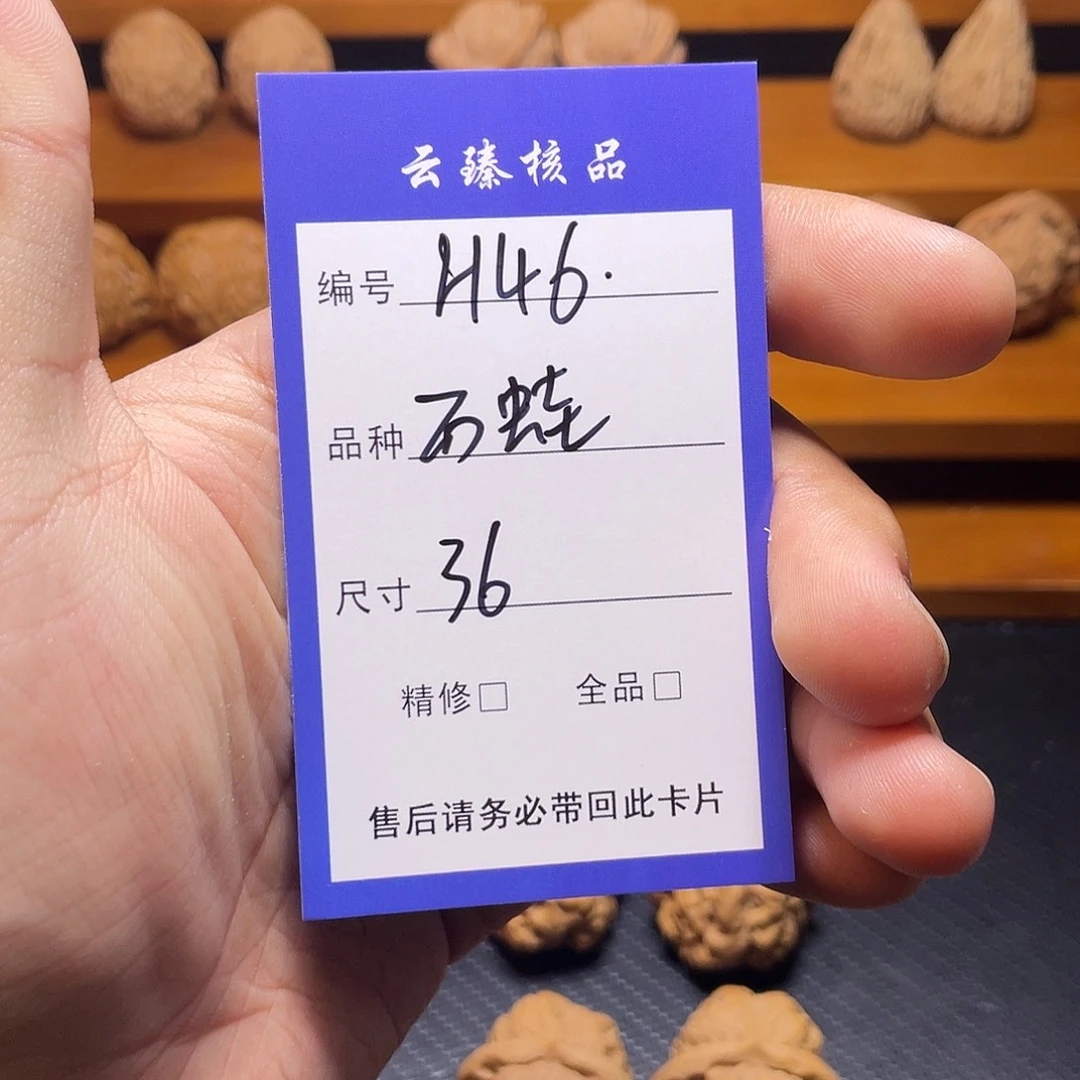 云臻核品
编号 H46.
品种 石蛙
尺寸 36
精修□ 全品□
售后请务必带回此卡片